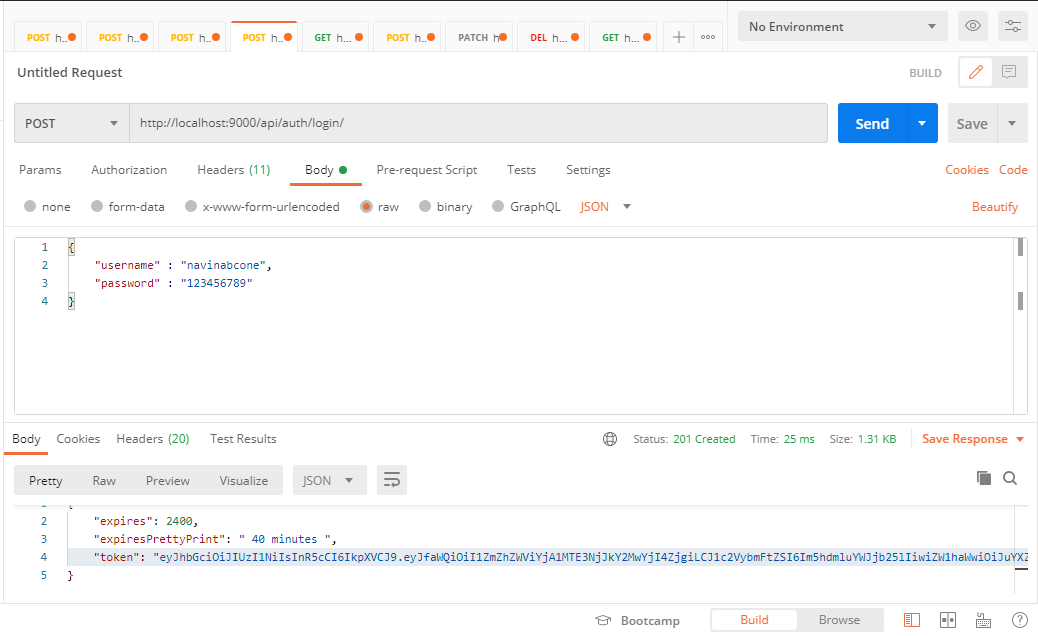 POST h.. POST h.. POST h.. POST h.. GET h... POST h.. PATCH h DEL h... GET h... No Environment
Untitled Request BUILD
POST http://localhost:9000/api/auth/login/ Send Save
Params Authorization Headers (11) Body Pre-request Script Tests Settings Cookies Code
none form-data x-www-form-urlencoded raw binary GraphQL JSON Beautify
1 {
2 "username" : "navinabcone",
3 "password" : "123456789"
4 }
Body Cookies Headers (20) Test Results Status: 201 Created Time: 25 ms Size: 1.31 KB Save Response
Pretty Raw Preview Visualize JSON
1 {
2 "expires": 2400,
3 "expiresPrettyPrint": " 40 minutes ",
4 "token": "eyJhbGciOiJIUzI1NiIsInR5cCI6IkpXVCJ9.eyJfaWQiOiI1ZmZhZWViYjA1MTE3NjJkY2MwYjI4ZjgiLCJ1c2VybmFtZSI6Im5hdmluYWJjb25lIiwiZW1haWwiOiJuYXZ
5 }
Bootcamp Build Browse